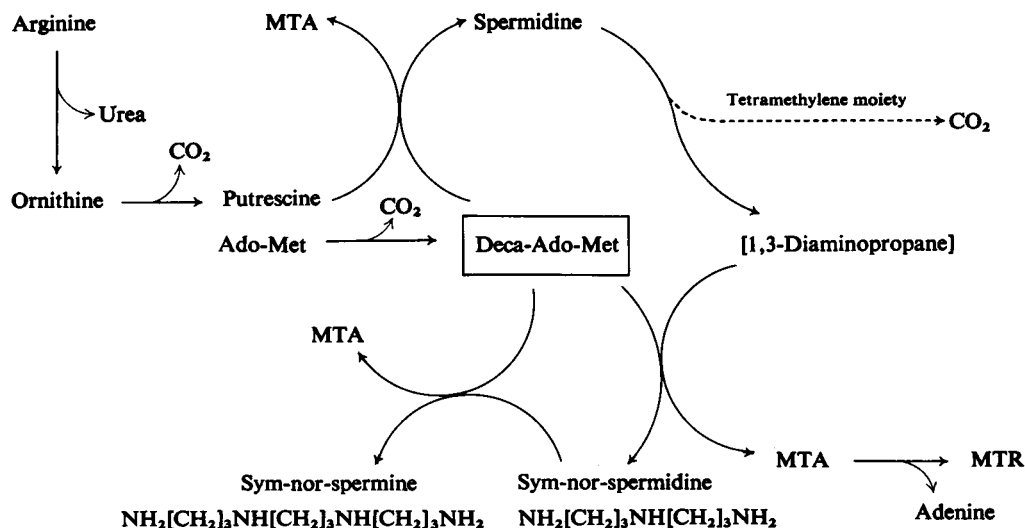 Arginine
MTA
Spermidine
Urea
Tetramethylene moiety
CO₂
CO₂
Ornithine
Putrescine
CO₂
Ado-Met
Deca-Ado-Met
[1,3-Diaminopropane]
MTA
Sym-nor-spermine
Sym-nor-spermidine
MTA
MTR
NH₂[CH₂]₃NH[CH₂]₃NH[CH₂]₃NH₂
NH₂[CH₂]₃NH[CH₂]₃NH₂
Adenine